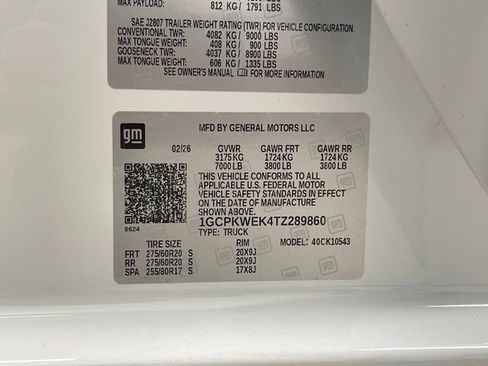 MAX PAYLOAD:
812 KG / 1791 LBS
SAE J2807 TRAILER WEIGHT RATING (TWR) FOR VEHICLE CONFIGURATION.
CONVENTIONAL TWR: 4082 KG/ 9000 LBS
MAX TONGUE WEIGHT: 408 KG/ 900 LBS
GOOSENECK TWR: 4037 KG/ 8900 LBS
MAX TONGUE WEIGHT: 606 KG/ 1335 LBS
SEE OWNER'S MANUAL FOR MORE INFORMATION
gm
MFD BY GENERAL MOTORS LLC
02/26 GVWR GAWR FRT GAWR RR
3175KG 1724 KG 1724 KG
7000 LB 3800 LB 3800 LB
THIS VEHICLE CONFORMS TO ALL
APPLICABLE U.S. FEDERAL MOTOR
VEHICLE SAFETY STANDARDS IN EFFECT
ON THE DATE OF MANUFACTURE SHOWN ABOVE.
1GCPKWEK4TZ289860
8624
TYPE: TRUCK MODEL: 40CK10543
TIRE SIZE RIM
FRT 275/60R20 S 20X9J
RR 275/60R20 S 20X9J
SPA 255/80R17 S 17X8J